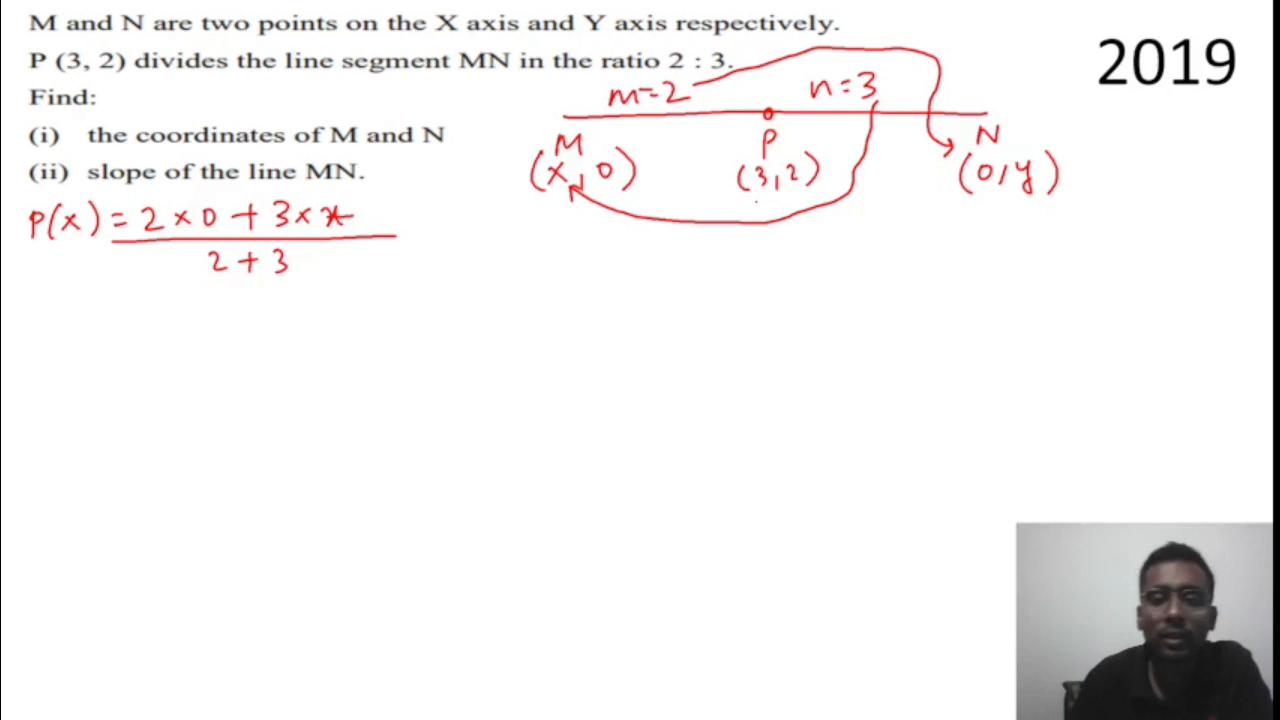 M and N are two points on the X axis and Y axis respectively.
P (3, 2) divides the line segment MN in the ratio 2 : 3.
2019
Find:
m=2 n=3
(i) the coordinates of M and N
M P N
(ii) slope of the line MN.
(x, 0) (3,2) (0,y)
P(x) = 2×0 + 3×x
2+3